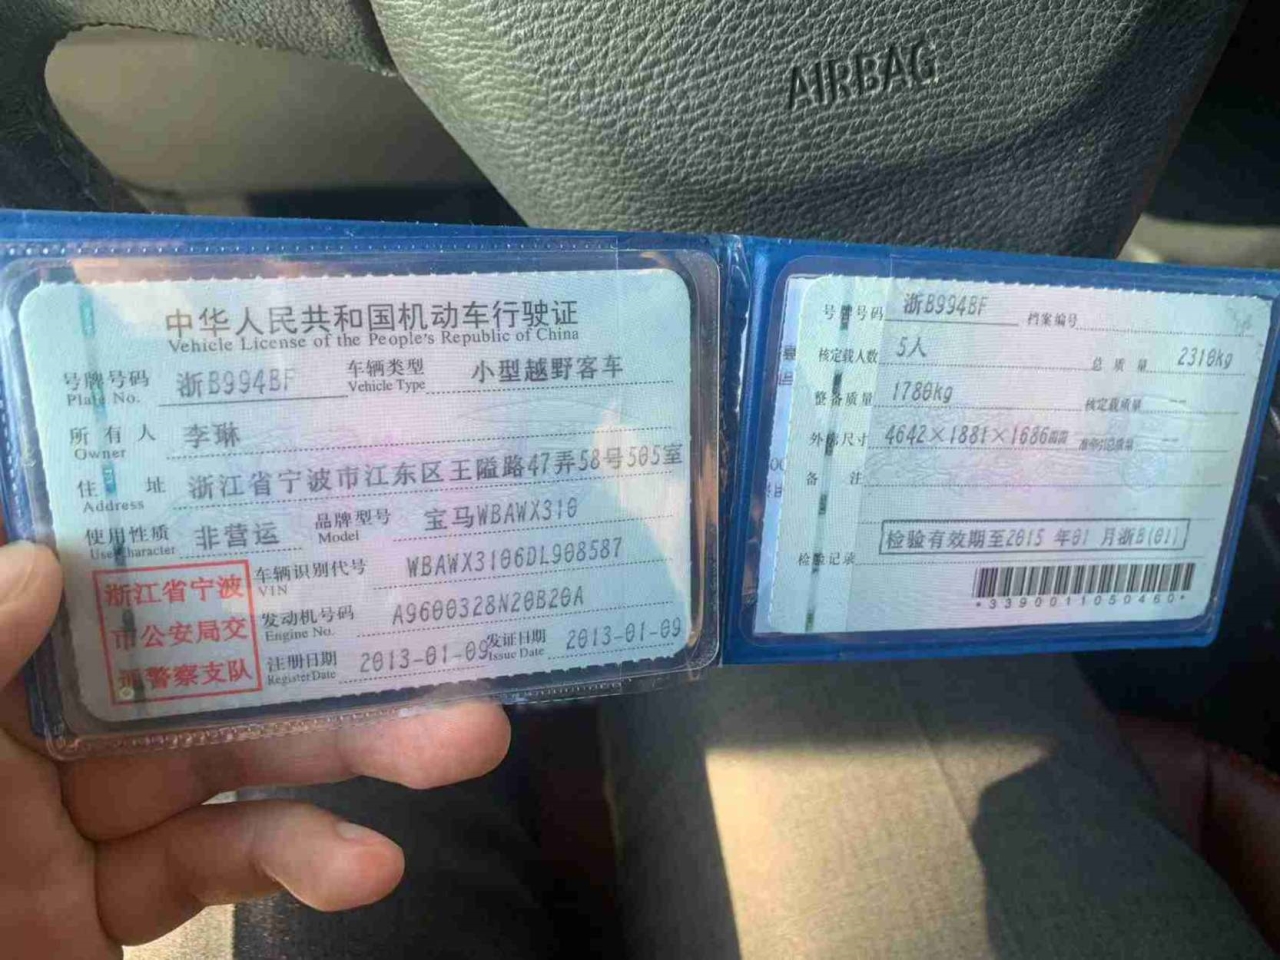 AIRBAG
中华人民共和国机动车行驶证
Vehicle License of the People's Republic of China
号牌号码 浙B994BF 车辆类型 小型越野客车
Plate No. Vehicle Type
所有人 李琳
Owner
住址 浙江省宁波市江东区王隘路47弄58号505室
Address
使用性质 非营运 品牌型号 宝马WBAWX310
Use Character Model
车辆识别代号 WBAWX3106DL908587
VIN
发动机号码 A9600328N20B20A
Engine No.
注册日期 2013-01-09 发证日期 2013-01-09
Register Date Issue Date
浙江省宁波
市公安局交
通警察支队
号牌号码 浙B994BF 档案编号
核定载人数 5人 总质量 2310kg
整备质量 1780kg 核定载质量 --
外廓尺寸 4642×1881×1686 准牵引总质量 --
备注
检验有效期至2015年01月浙B(01)
检验记录
*3390011050460*